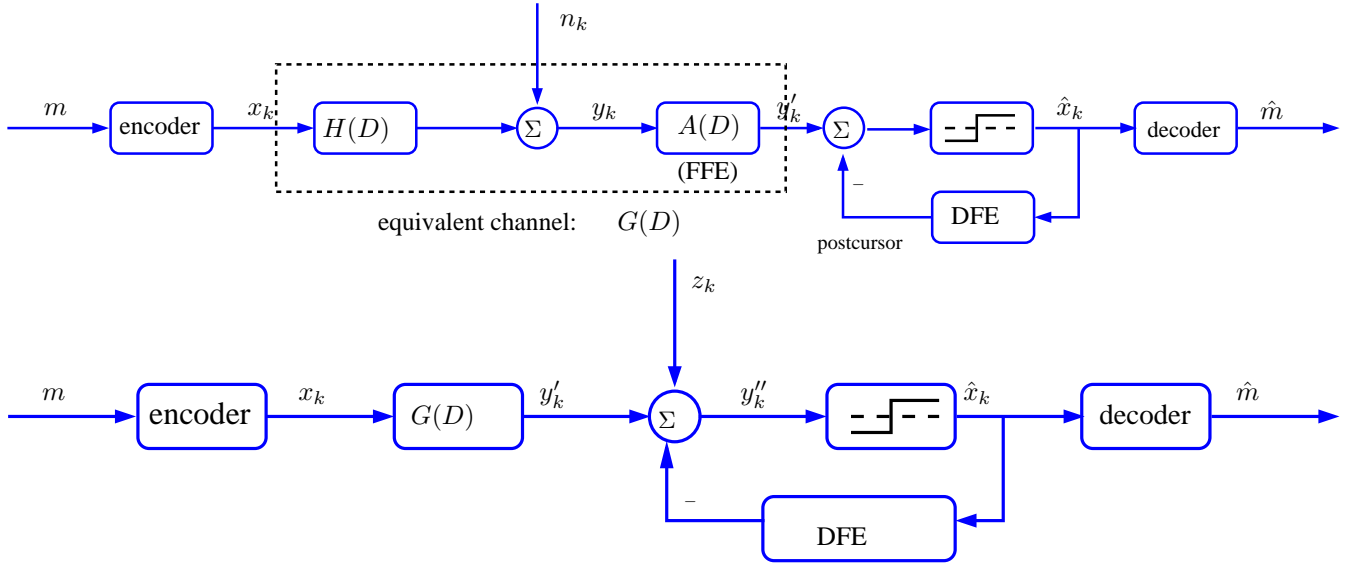 n_k
m
encoder
x_k
H(D)
Σ
y_k
A(D)
(FFE)
y'_k
Σ
x̂_k
decoder
m̂
–
DFE
postcursor
equivalent channel: G(D)
z_k
m
encoder
x_k
G(D)
y'_k
Σ
y''_k
x̂_k
decoder
m̂
–
DFE